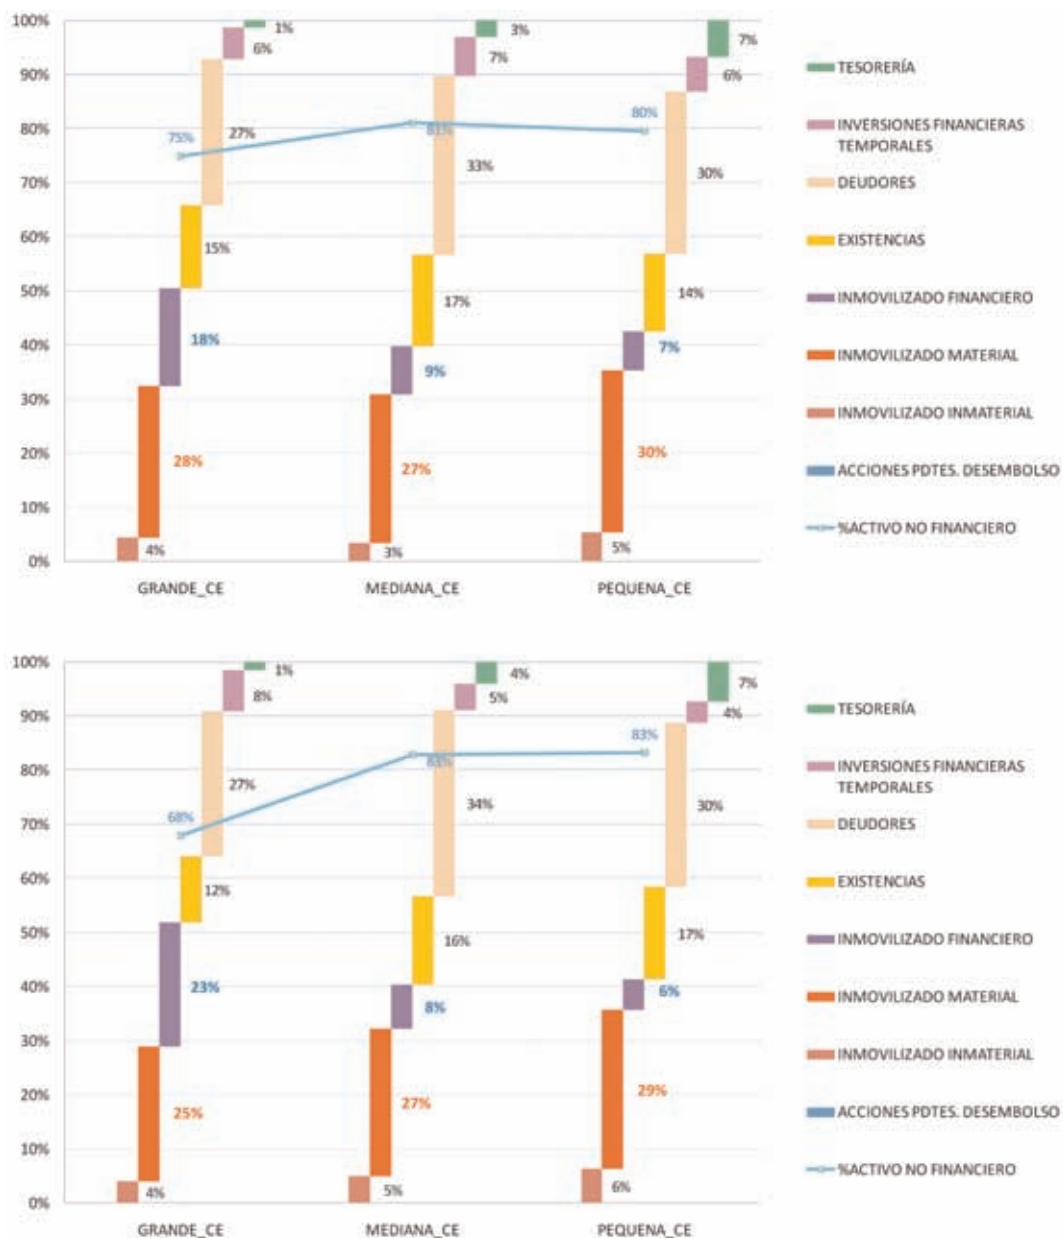 100%
1%
3%
7%
6%
7%
6%
TESORERÍA
90%
INVERSIONES FINANCIERAS
TEMPORALES
80%
75%
27%
81%
80%
33%
30%
DEUDORES
70%
60%
15%
EXISTENCIAS
50%
17%
14%
INMOVILIZADO FINANCIERO
40%
18%
9%
7%
INMOVILIZADO MATERIAL
30%
INMOVILIZADO INMATERIAL
20%
28%
27%
30%
ACCIONES PDTES. DESEMBOLSO
10%
%ACTIVO NO FINANCIERO
0%
4%
3%
5%
GRANDE_CE
MEDIANA_CE
PEQUENA_CE
100%
1%
4%
7%
8%
5%
4%
TESORERÍA
90%
INVERSIONES FINANCIERAS
TEMPORALES
80%
27%
83%
83%
34%
30%
DEUDORES
70%
68%
60%
12%
EXISTENCIAS
50%
16%
17%
INMOVILIZADO FINANCIERO
40%
23%
8%
6%
INMOVILIZADO MATERIAL
30%
INMOVILIZADO INMATERIAL
20%
25%
27%
29%
ACCIONES PDTES. DESEMBOLSO
10%
%ACTIVO NO FINANCIERO
0%
4%
5%
6%
GRANDE_CE
MEDIANA_CE
PEQUENA_CE